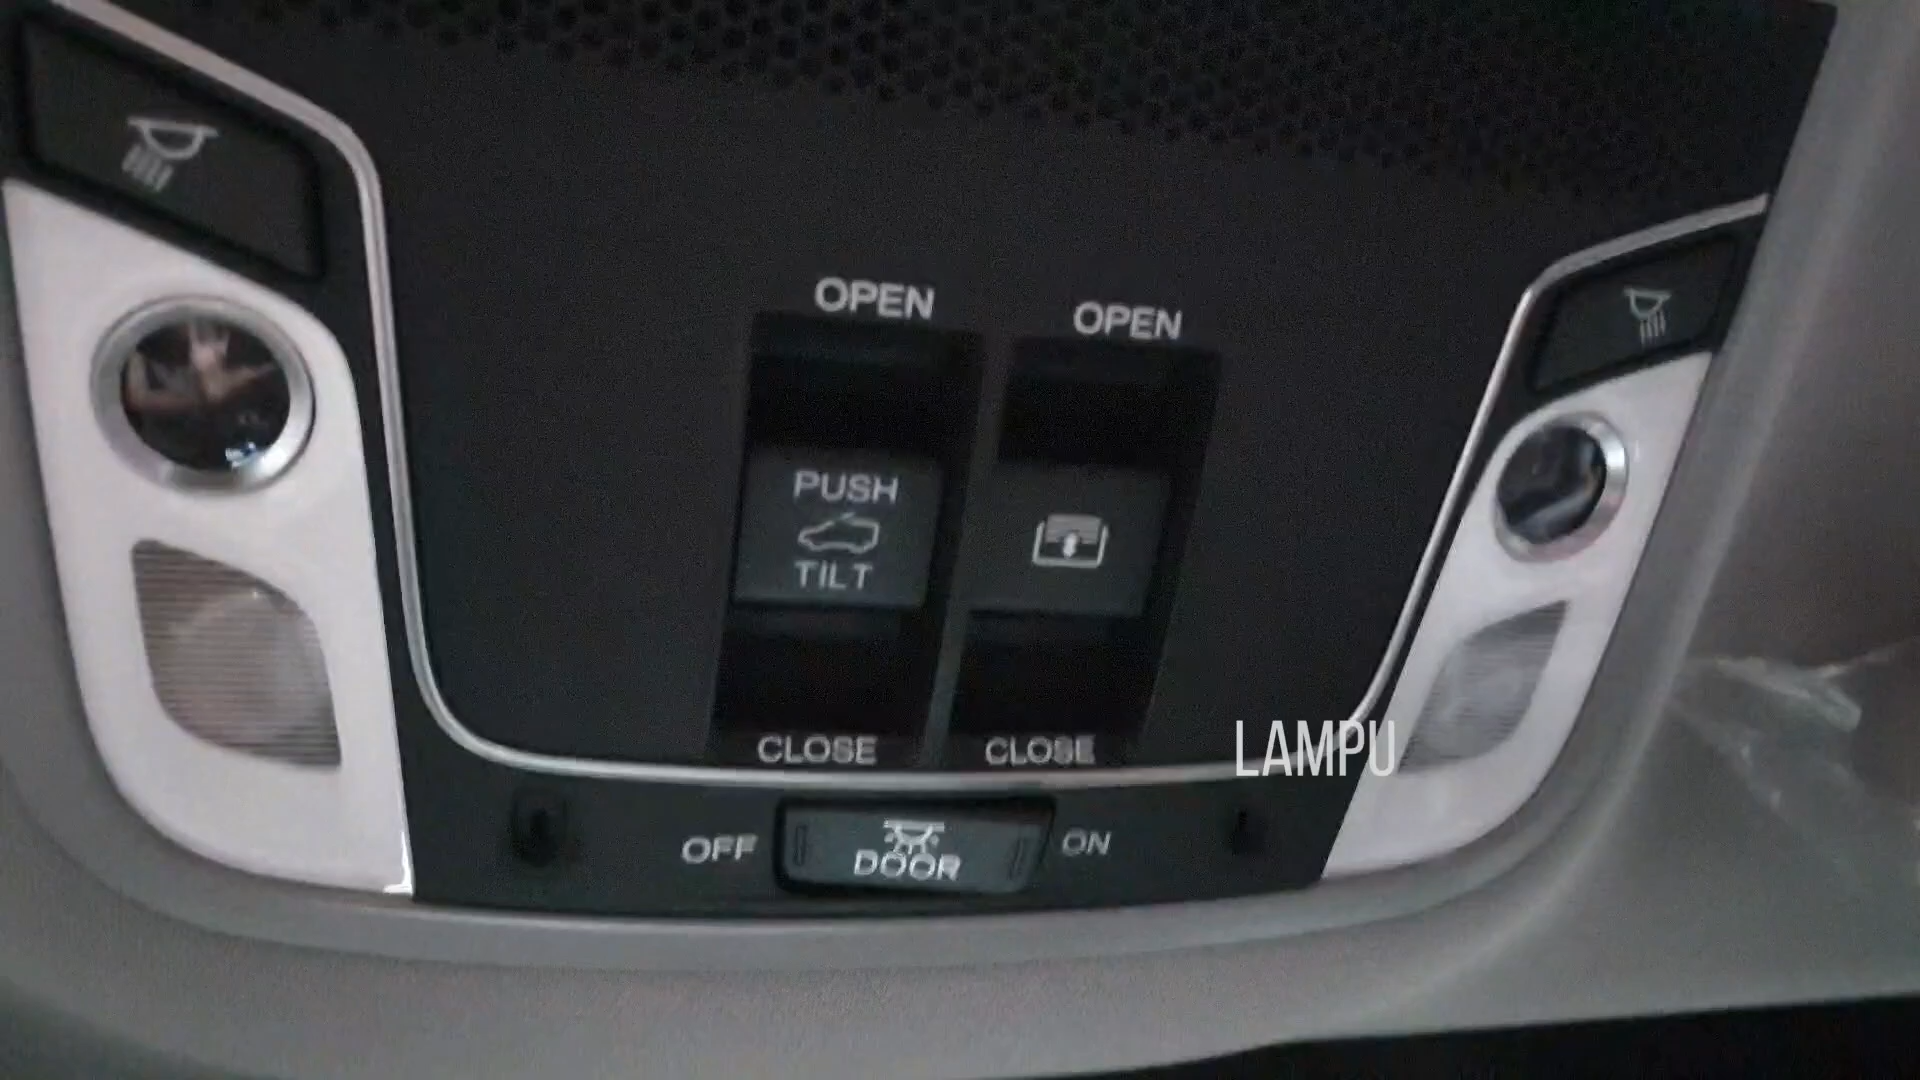 OPEN
OPEN
PUSH
TILT
CLOSE
CLOSE
LAMPU
OFF
DOOR
ON